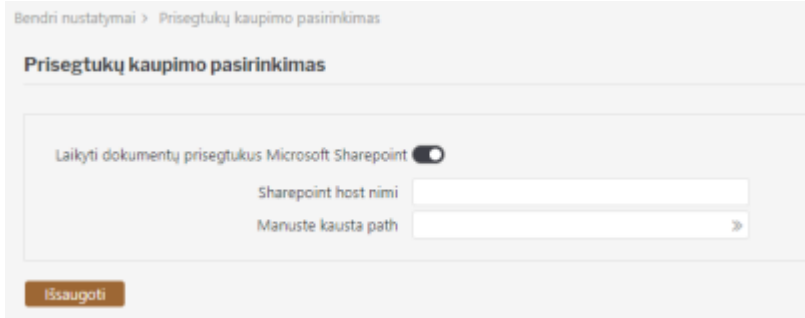 Bendri nustatymai > Prisegtukų kaupimo pasirinkimas
Prisegtukų kaupimo pasirinkimas
Laikyti dokumentų prisegtukus Microsoft Sharepoint
Sharepoint host nimi
Manuste kausta path
Išsaugoti